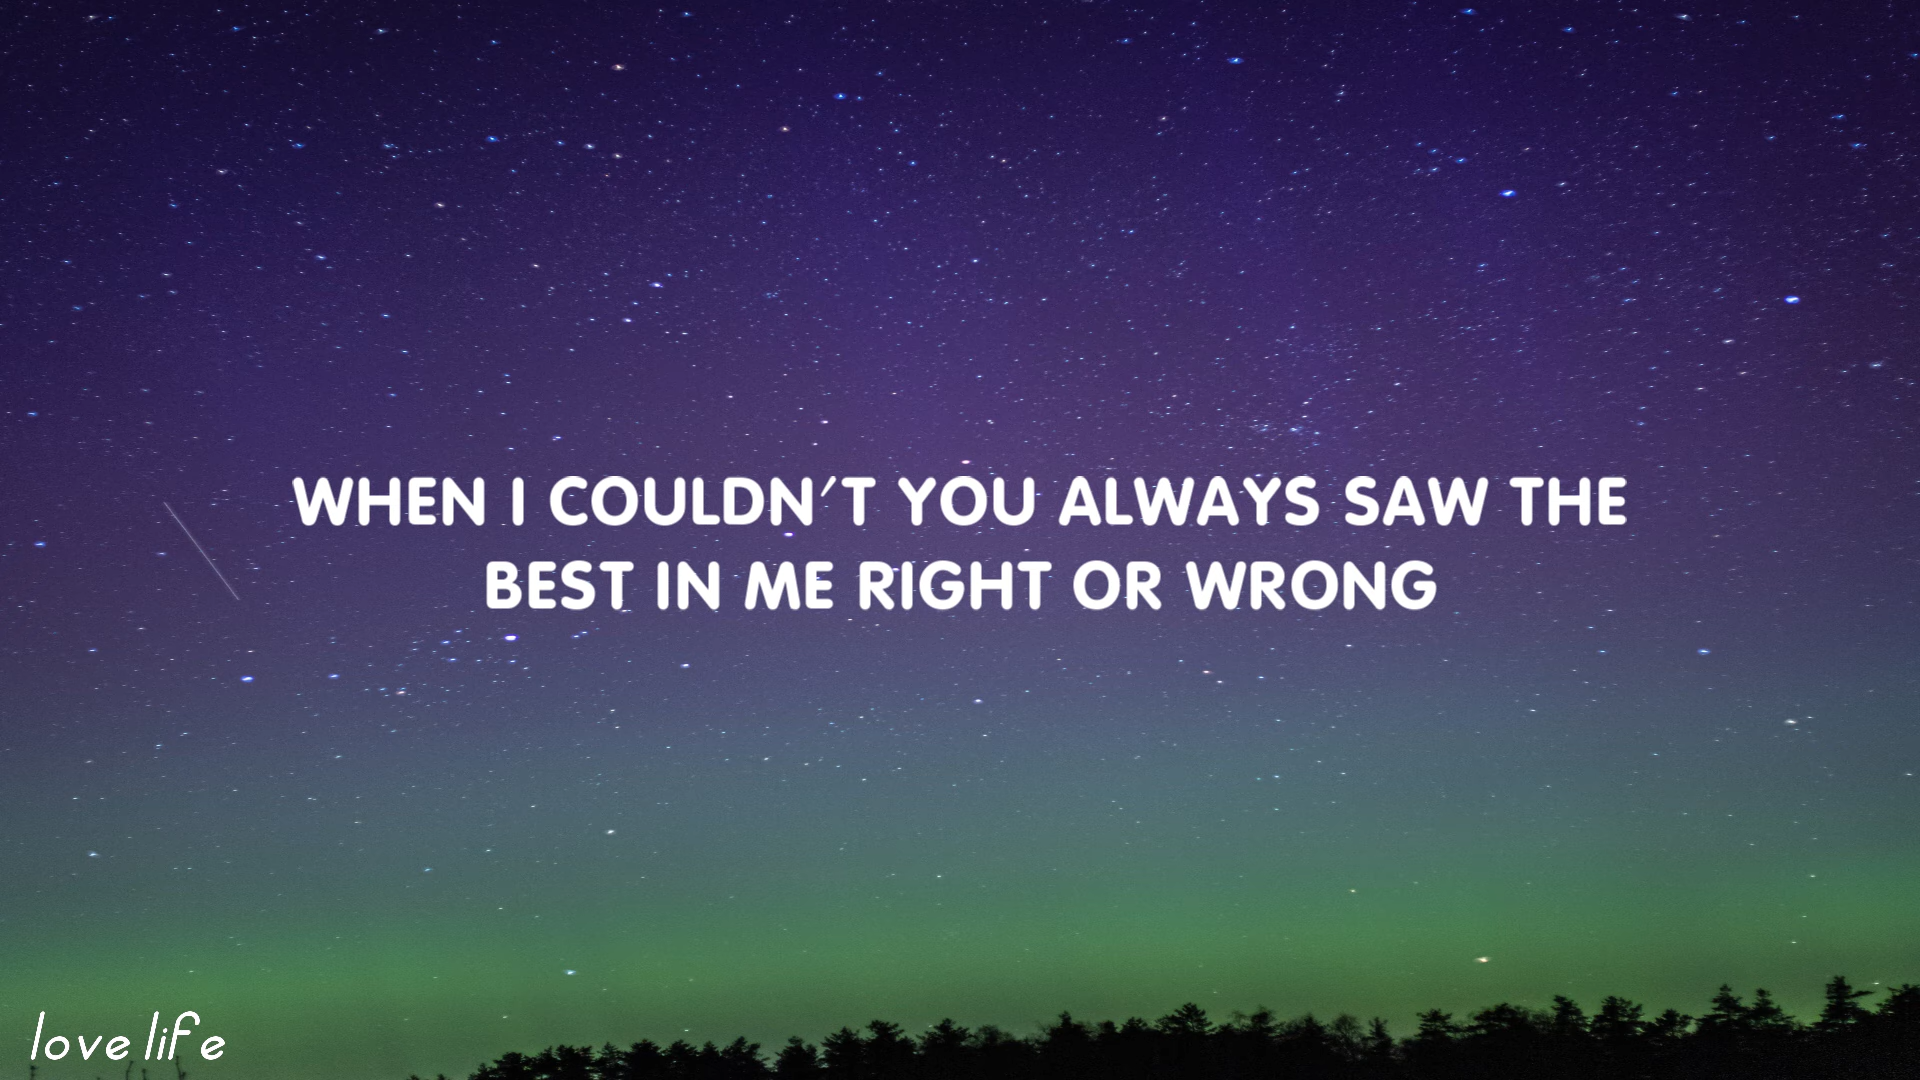 WHEN I COULDN'T YOU ALWAYS SAW THE
BEST IN ME RIGHT OR WRONG
love life